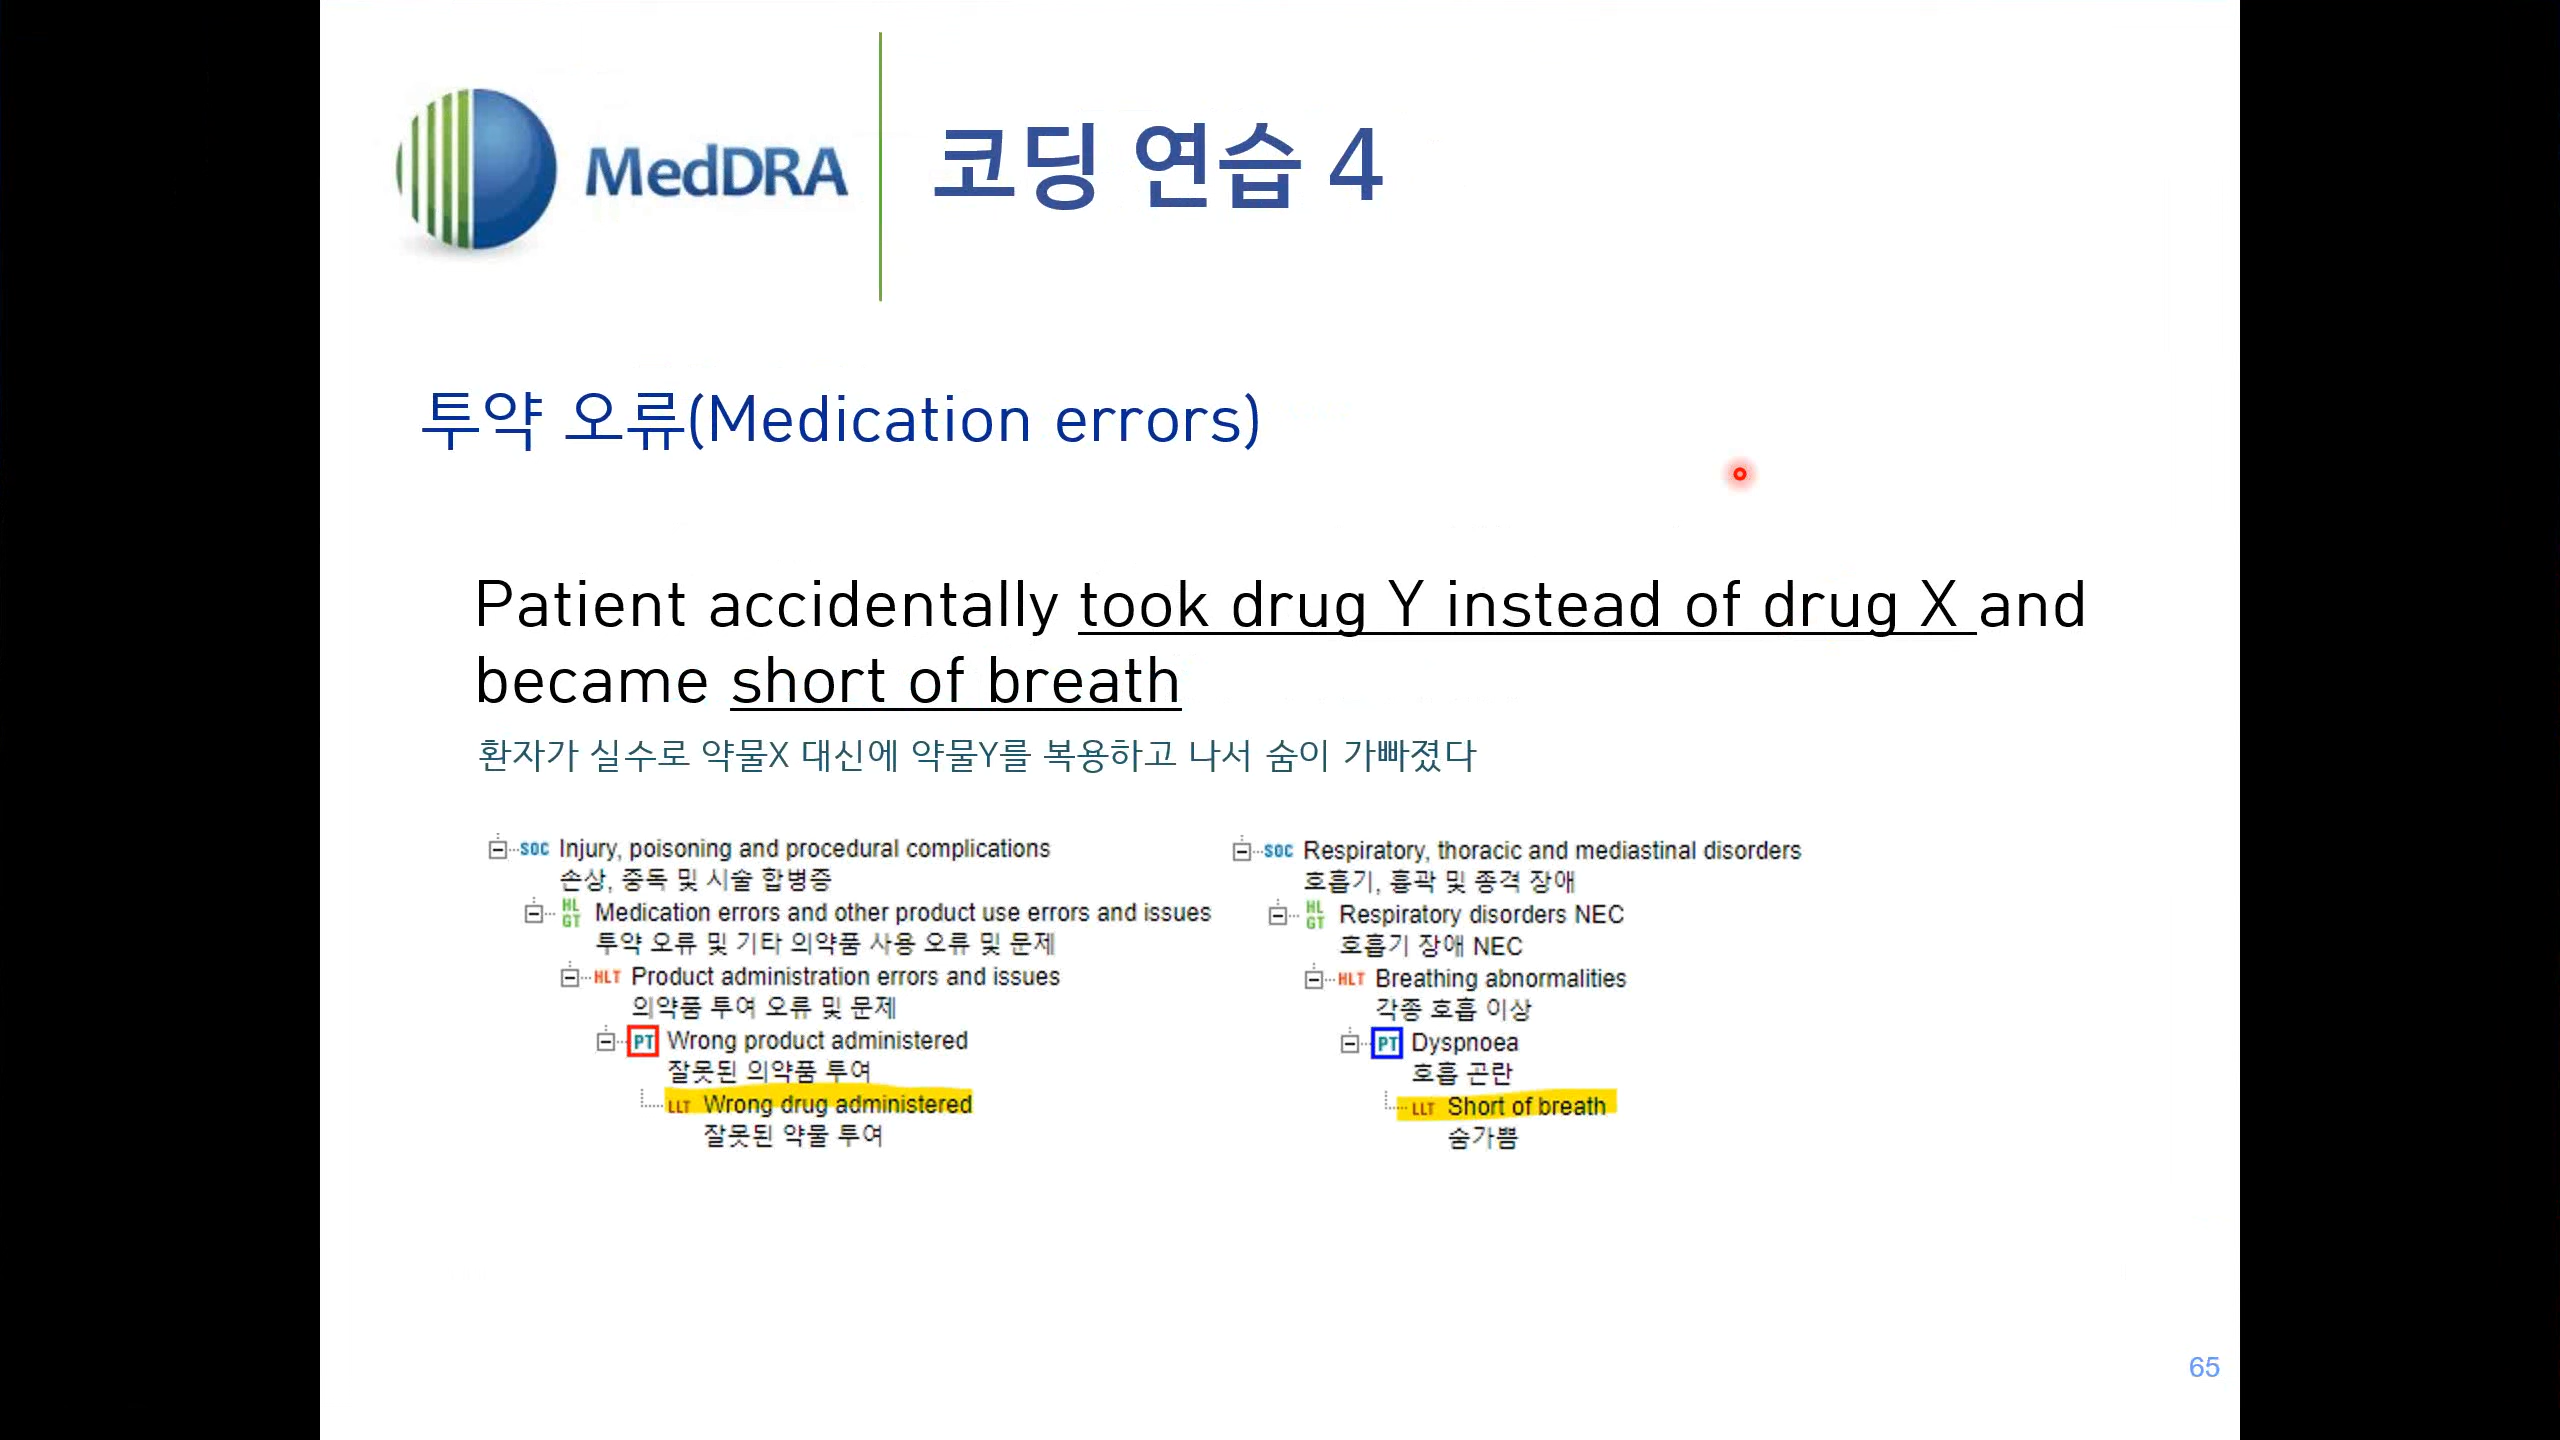 MedDRA
코딩 연습 4
투약 오류(Medication errors)
Patient accidentally took drug Y instead of drug X and
became short of breath
환자가 실수로 약물X 대신에 약물Y를 복용하고 나서 숨이 가빠졌다
SOC Injury, poisoning and procedural complications
손상, 중독 및 시술 합병증
HLGT Medication errors and other product use errors and issues
투약 오류 및 기타 의약품 사용 오류 및 문제
HLT Product administration errors and issues
의약품 투여 오류 및 문제
PT Wrong product administered
잘못된 의약품 투여
LLT Wrong drug administered
잘못된 약물 투여
SOC Respiratory, thoracic and mediastinal disorders
호흡기, 흉곽 및 종격 장애
HLGT Respiratory disorders NEC
호흡기 장애 NEC
HLT Breathing abnormalities
각종 호흡 이상
PT Dyspnoea
호흡 곤란
LLT Short of breath
숨가쁨
65